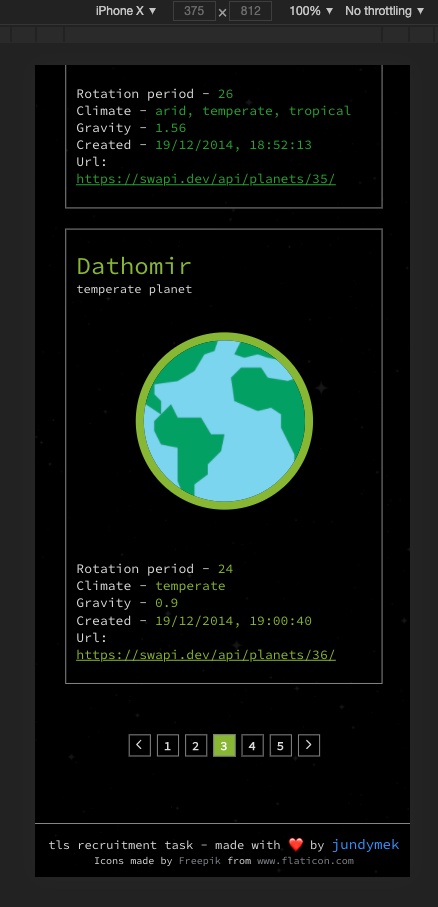 iPhone X ▼ 375 × 812 100% ▼ No throttling ▼
Rotation period - 26
Climate - arid, temperate, tropical
Gravity - 1.56
Created - 19/12/2014, 18:52:13
Url:
https://swapi.dev/api/planets/35/
Dathomir
temperate planet
Rotation period - 24
Climate - temperate
Gravity - 0.9
Created - 19/12/2014, 19:00:40
Url:
https://swapi.dev/api/planets/36/
< 1 2 3 4 5 >
tls recruitment task - made with ❤️ by jundymek
Icons made by Freepik from www.flaticon.com